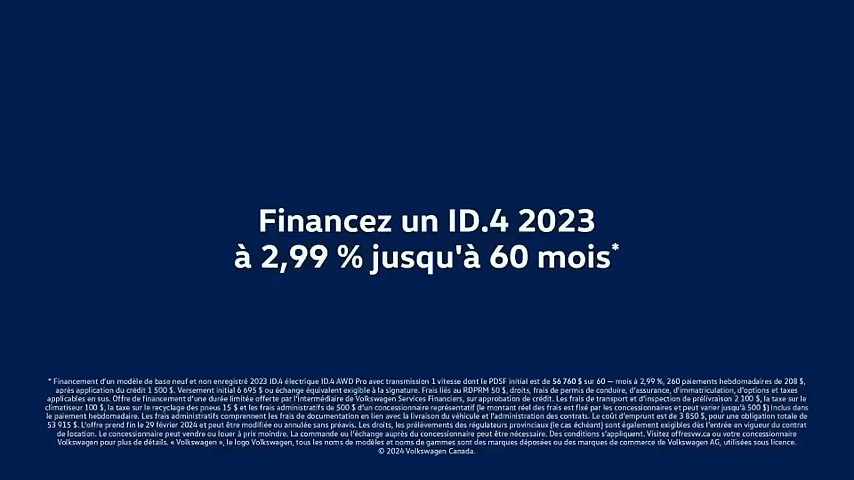 Financez un ID.4 2023
à 2,99 % jusqu'à 60 mois*
* Financement d'un modèle de base neuf et non enregistré 2023 ID.4 électrique ID.4 AWD Pro avec transmission 1 vitesse dont le PDSF initial est de 56 760 $ sur 60 — mois à 2,99 %, 260 paiements hebdomadaires de 208 $,
après application du crédit 1 500 $. Versement initial 6 695 $ ou échange équivalent exigible à la signature. Frais liés au RDPRM 50 $, droits, frais de permis de conduire, d'assurance, d'immatriculation, d'options et taxes
applicables en sus. Offre de financement d'une durée limitée offerte par l'intermédiaire de Volkswagen Services Financiers, sur approbation de crédit. Les frais de transport et d'inspection de prélivraison 2 100 $, la taxe sur le
climatiseur 100 $, la taxe sur le recyclage des pneus 15 $ et les frais administratifs de 500 $ d'un concessionnaire représentatif (le montant réel des frais est fixé par les concessionnaires et peut varier jusqu'à 500 $) inclus dans
le paiement hebdomadaire. Les frais administratifs comprennent les frais de documentation en lien avec la livraison du véhicule et l'administration des contrats. Le coût d'emprunt est de 3 850 $, pour une obligation totale de
53 915 $. L'offre prend fin le 29 février 2024 et peut être modifiée ou annulée sans préavis. Les droits, les prélèvements des régulateurs provinciaux (le cas échéant) sont également exigibles dès l'entrée en vigueur du contrat
de location. Le concessionnaire peut vendre ou louer à prix moindre. La commande ou l'échange auprès du concessionnaire peut être nécessaire. Des conditions s'appliquent. Visitez offresvw.ca ou votre concessionnaire
Volkswagen pour plus de détails. « Volkswagen », le logo Volkswagen, tous les noms de modèles et noms de gammes sont des marques déposées ou des marques de commerce de Volkswagen AG, utilisées sous licence.
© 2024 Volkswagen Canada.